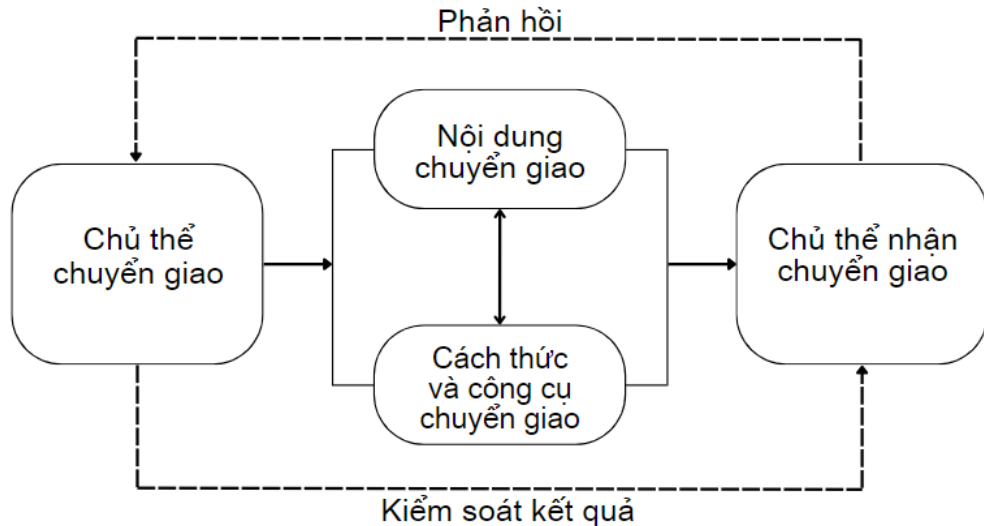 Phản hồi
Nội dung
chuyển giao
Chủ thể
chuyển giao
Chủ thể nhận
chuyển giao
Cách thức
và công cụ
chuyển giao
Kiểm soát kết quả